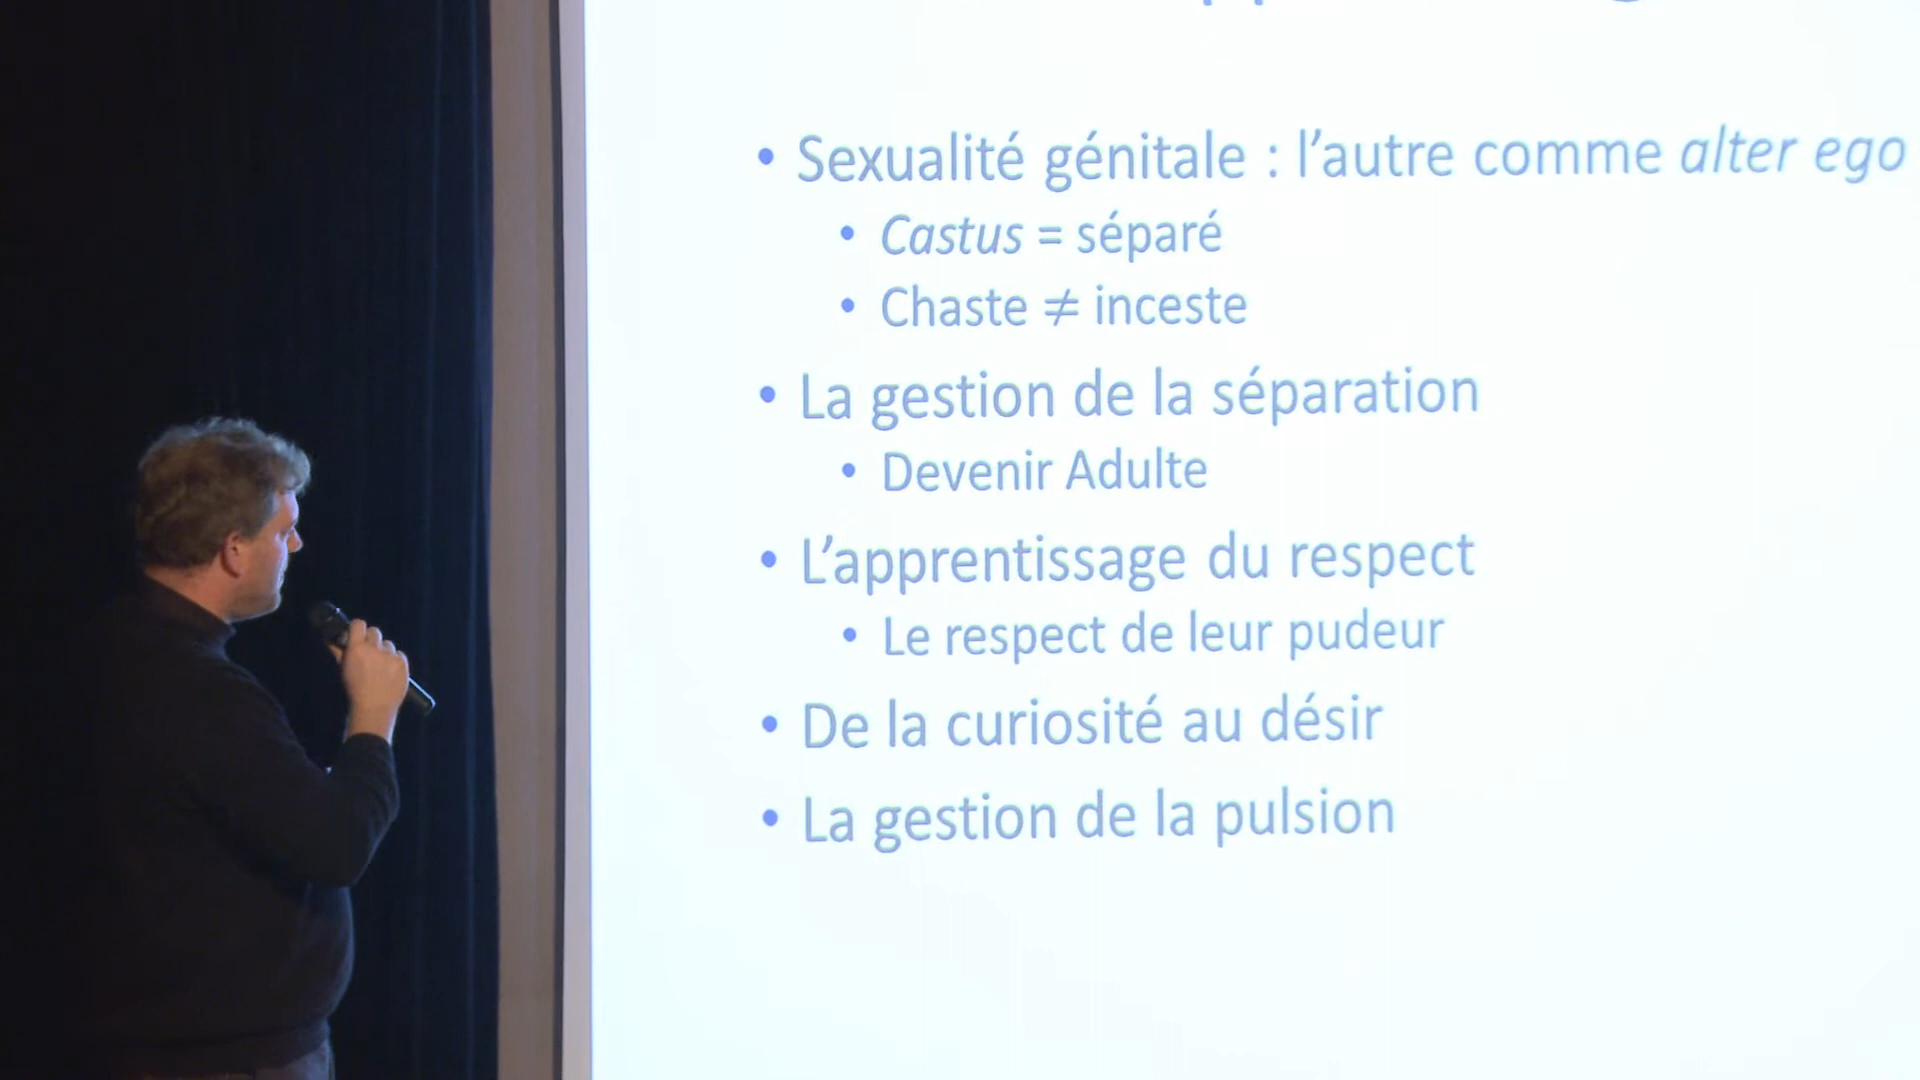 Sexualité génitale : l'autre comme alter ego
Castus = séparé
Chaste ≠ inceste
La gestion de la séparation
Devenir Adulte
L'apprentissage du respect
Le respect de leur pudeur
De la curiosité au désir
La gestion de la pulsion